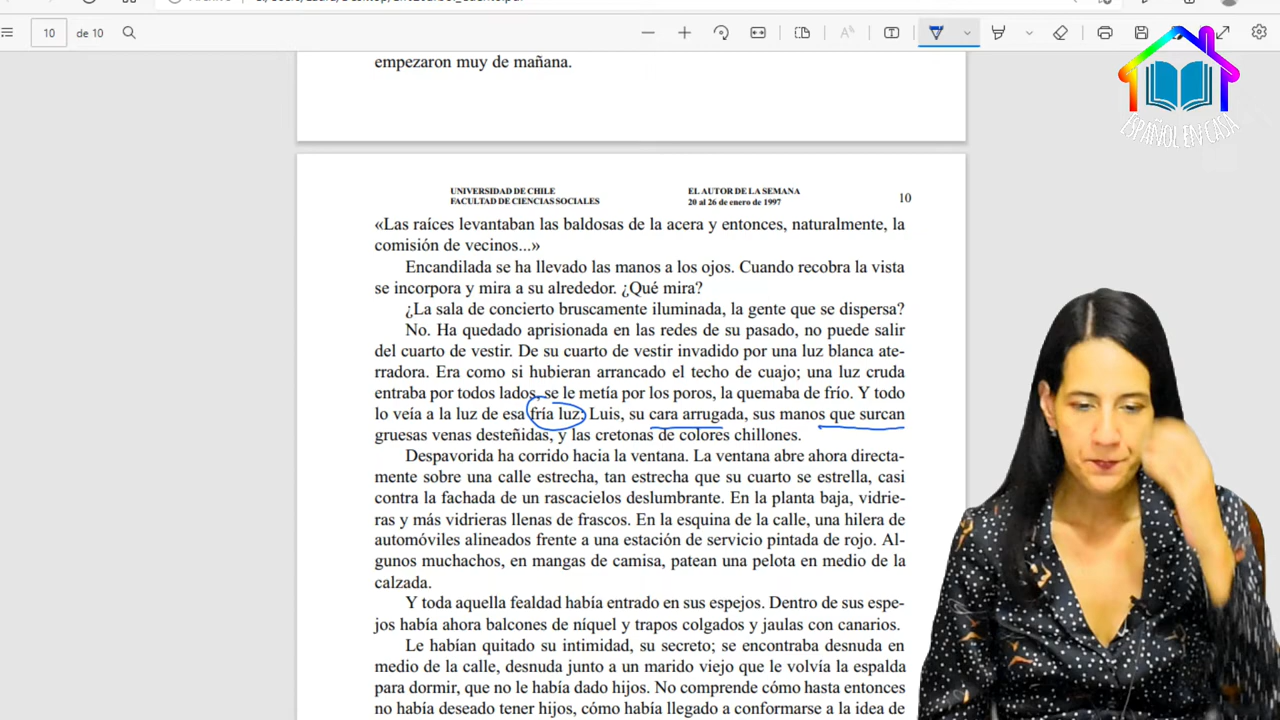 10
de 10
ESPAÑOL EN CASA
empezaron muy de mañana.
UNIVERSIDAD DE CHILE
FACULTAD DE CIENCIAS SOCIALES
EL AUTOR DE LA SEMANA
20 al 26 de enero de 1997
10
«Las raíces levantaban las baldosas de la acera y entonces, naturalmente, la
comisión de vecinos...»
Encandilada se ha llevado las manos a los ojos. Cuando recobra la vista
se incorpora y mira a su alrededor. ¿Qué mira?
¿La sala de concierto bruscamente iluminada, la gente que se dispersa?
No. Ha quedado aprisionada en las redes de su pasado, no puede salir
del cuarto de vestir. De su cuarto de vestir invadido por una luz blanca ate-
rradora. Era como si hubieran arrancado el techo de cuajo; una luz cruda
entraba por todos lados, se le metía por los poros, la quemaba de frío. Y todo
lo veía a la luz de esa fría luz: Luis, su cara arrugada, sus manos que surcan
gruesas venas desteñidas, y las cretonas de colores chillones.
Despavorida ha corrido hacia la ventana. La ventana abre ahora directa-
mente sobre una calle estrecha, tan estrecha que su cuarto se estrella, casi
contra la fachada de un rascacielos deslumbrante. En la planta baja, vidrie-
ras y más vidrieras llenas de frascos. En la esquina de la calle, una hilera de
automóviles alineados frente a una estación de servicio pintada de rojo. Al-
gunos muchachos, en mangas de camisa, patean una pelota en medio de la
calzada.
Y toda aquella fealdad había entrado en sus espejos. Dentro de sus espe-
jos había ahora balcones de níquel y trapos colgados y jaulas con canarios.
Le habían quitado su intimidad, su secreto; se encontraba desnuda en
medio de la calle, desnuda junto a un marido viejo que le volvía la espalda
para dormir, que no le había dado hijos. No comprende cómo hasta entonces
no había deseado tener hijos, cómo había llegado a conformarse a la idea de